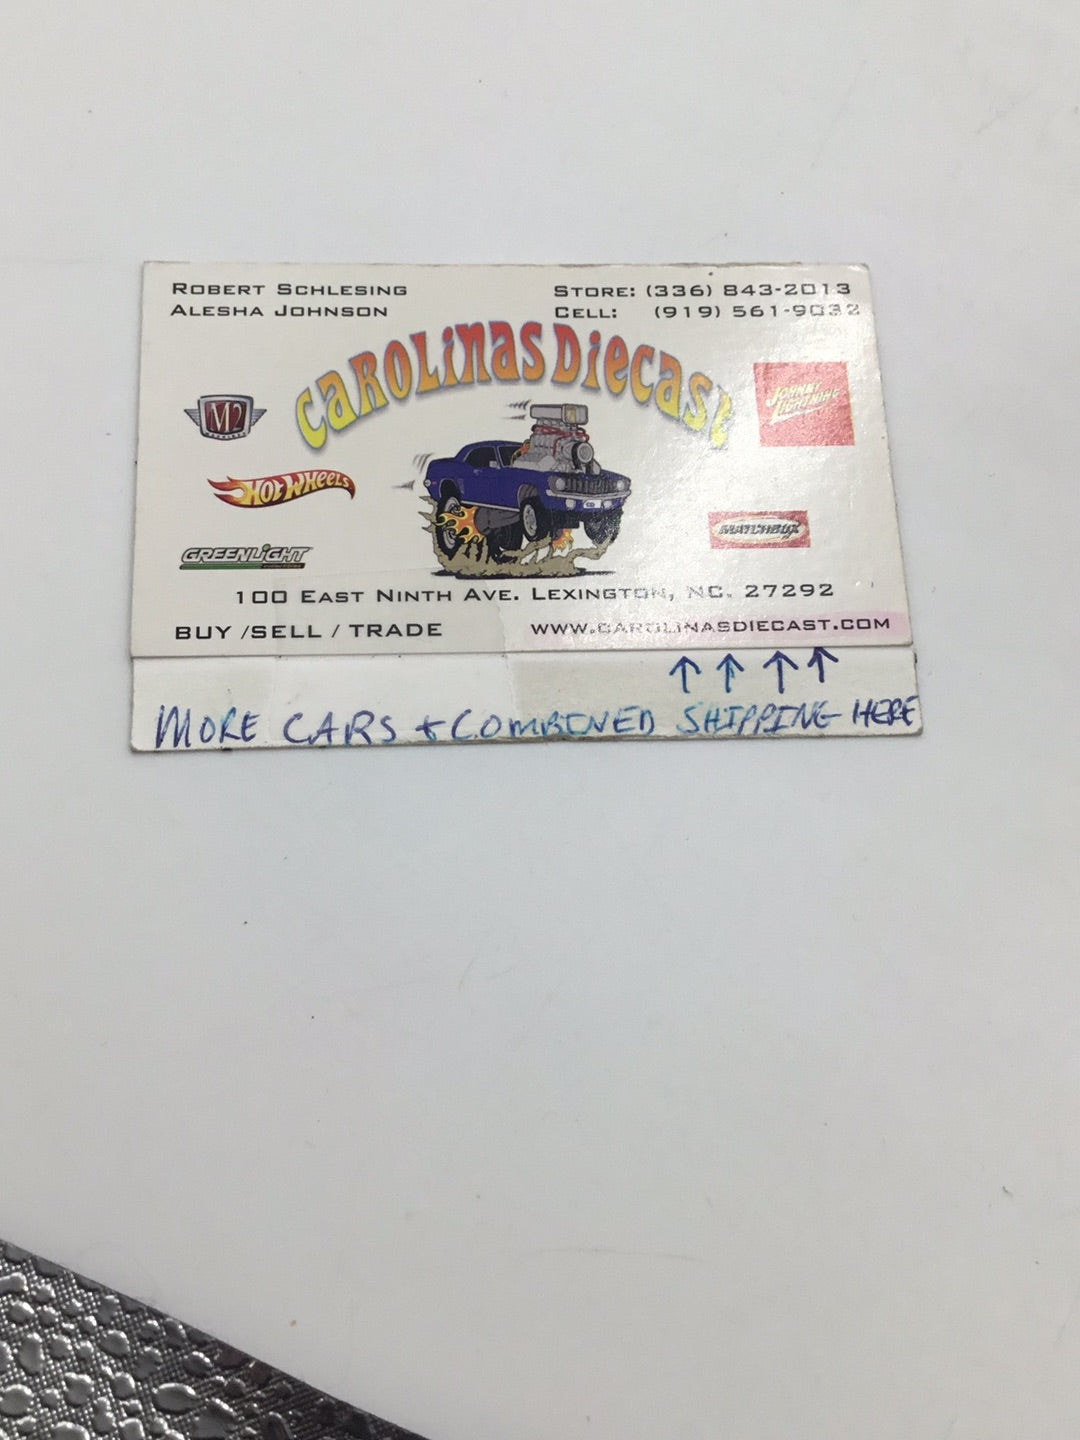 ROBERT SCHLESING
ALESHA JOHNSON
STORE: (336) 843-2013
CELL: (919) 561-9032
CAROLINAS DIECAST
M2
MACHINES
HOT WHEELS
GREENLIGHT
JOHNNY
LIGHTNING
MATCHBOX
100 EAST NINTH AVE. LEXINGTON, NC. 27292
BUY /SELL / TRADE
WWW.CAROLINASDIECAST.COM
↑ ↑ ↑ ↑
MORE CARS + COMBINED SHIPPING HERE